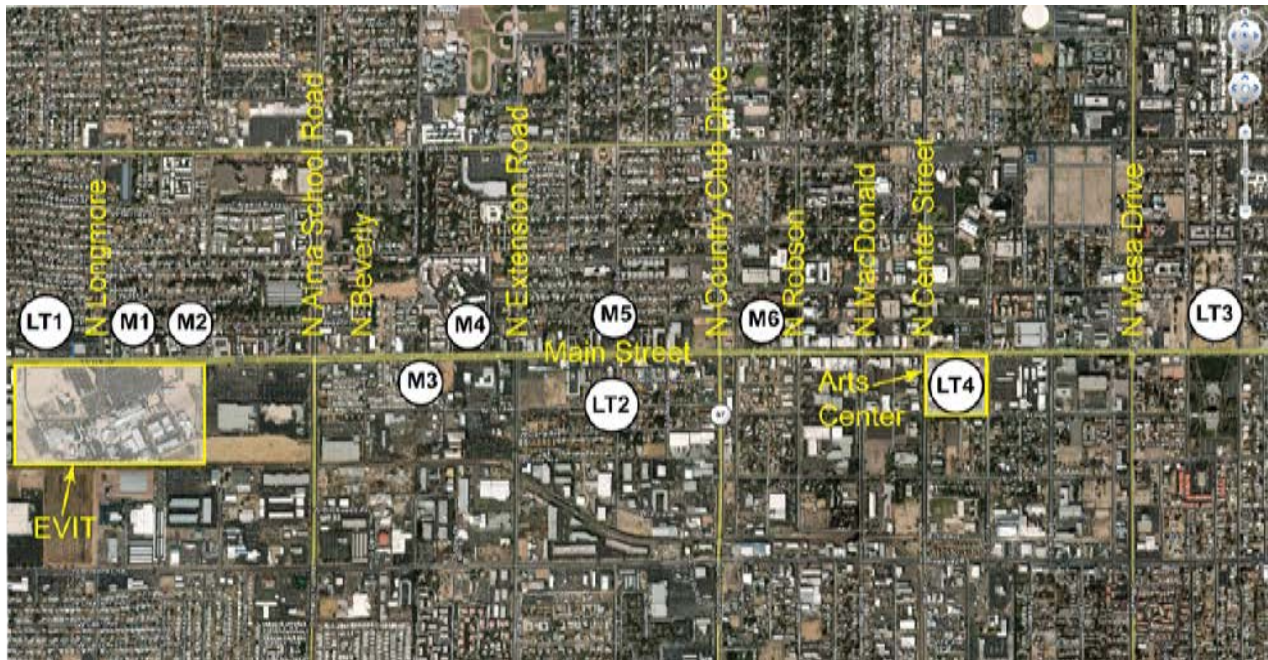 N Longmore
N Alma School Road
N Beverly
N Extension Road
N Country Club Drive
N Robson
N MacDonald
N Center Street
N Mesa Drive
LT1
M1
M2
M4
M5
M6
LT3
Main Street
M3
LT2
Arts
Center
LT4
87
EVIT